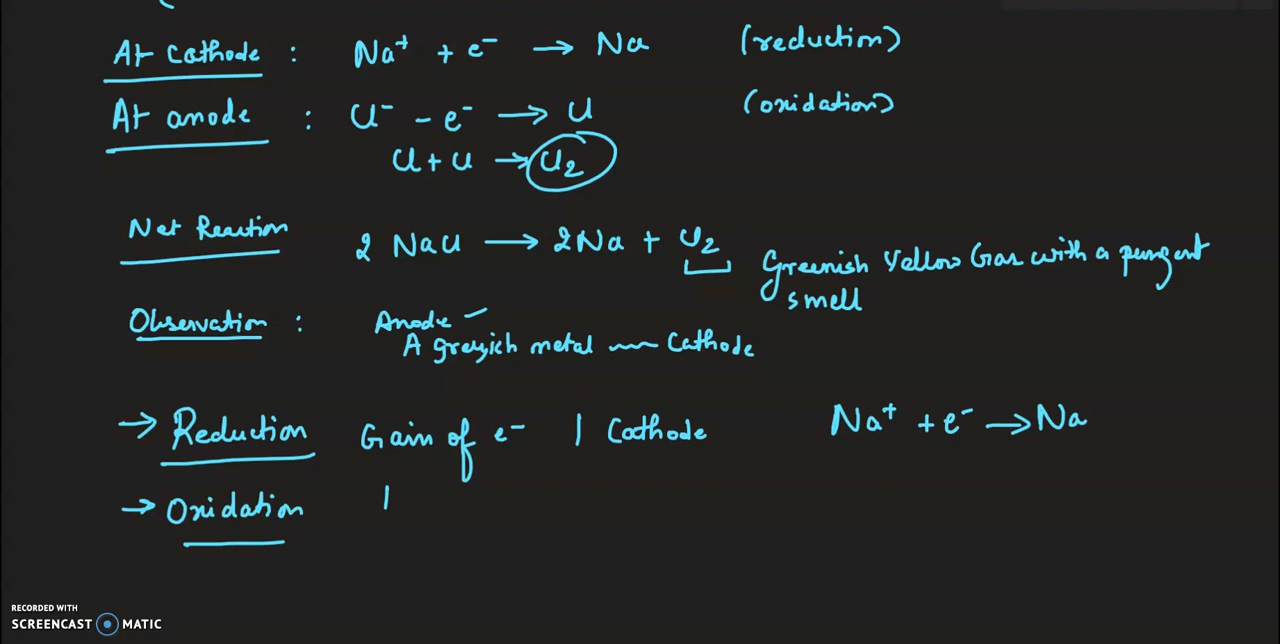 At cathode : Na⁺ + e⁻ → Na (reduction)
At anode : Cl⁻ - e⁻ → Cl (oxidation)
Cl + Cl → Cl₂
Net Reaction 2 NaCl → 2Na + Cl₂
Greenish Yellow Gas with a pungent
smell
Observation : Anode -
A greyish metal — Cathode
→ Reduction Gain of e⁻ | Cathode Na⁺ + e⁻ → Na
→ Oxidation
RECORDED WITH
SCREENCAST MATIC